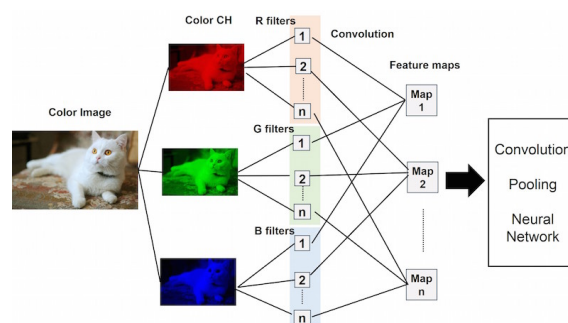 Color CH
R filters
Convolution
1
2
n
Feature maps
Color Image
G filters
1
2
n
B filters
1
2
n
Map
1
Map
2
Map
n
Convolution
Pooling
Neural
Network